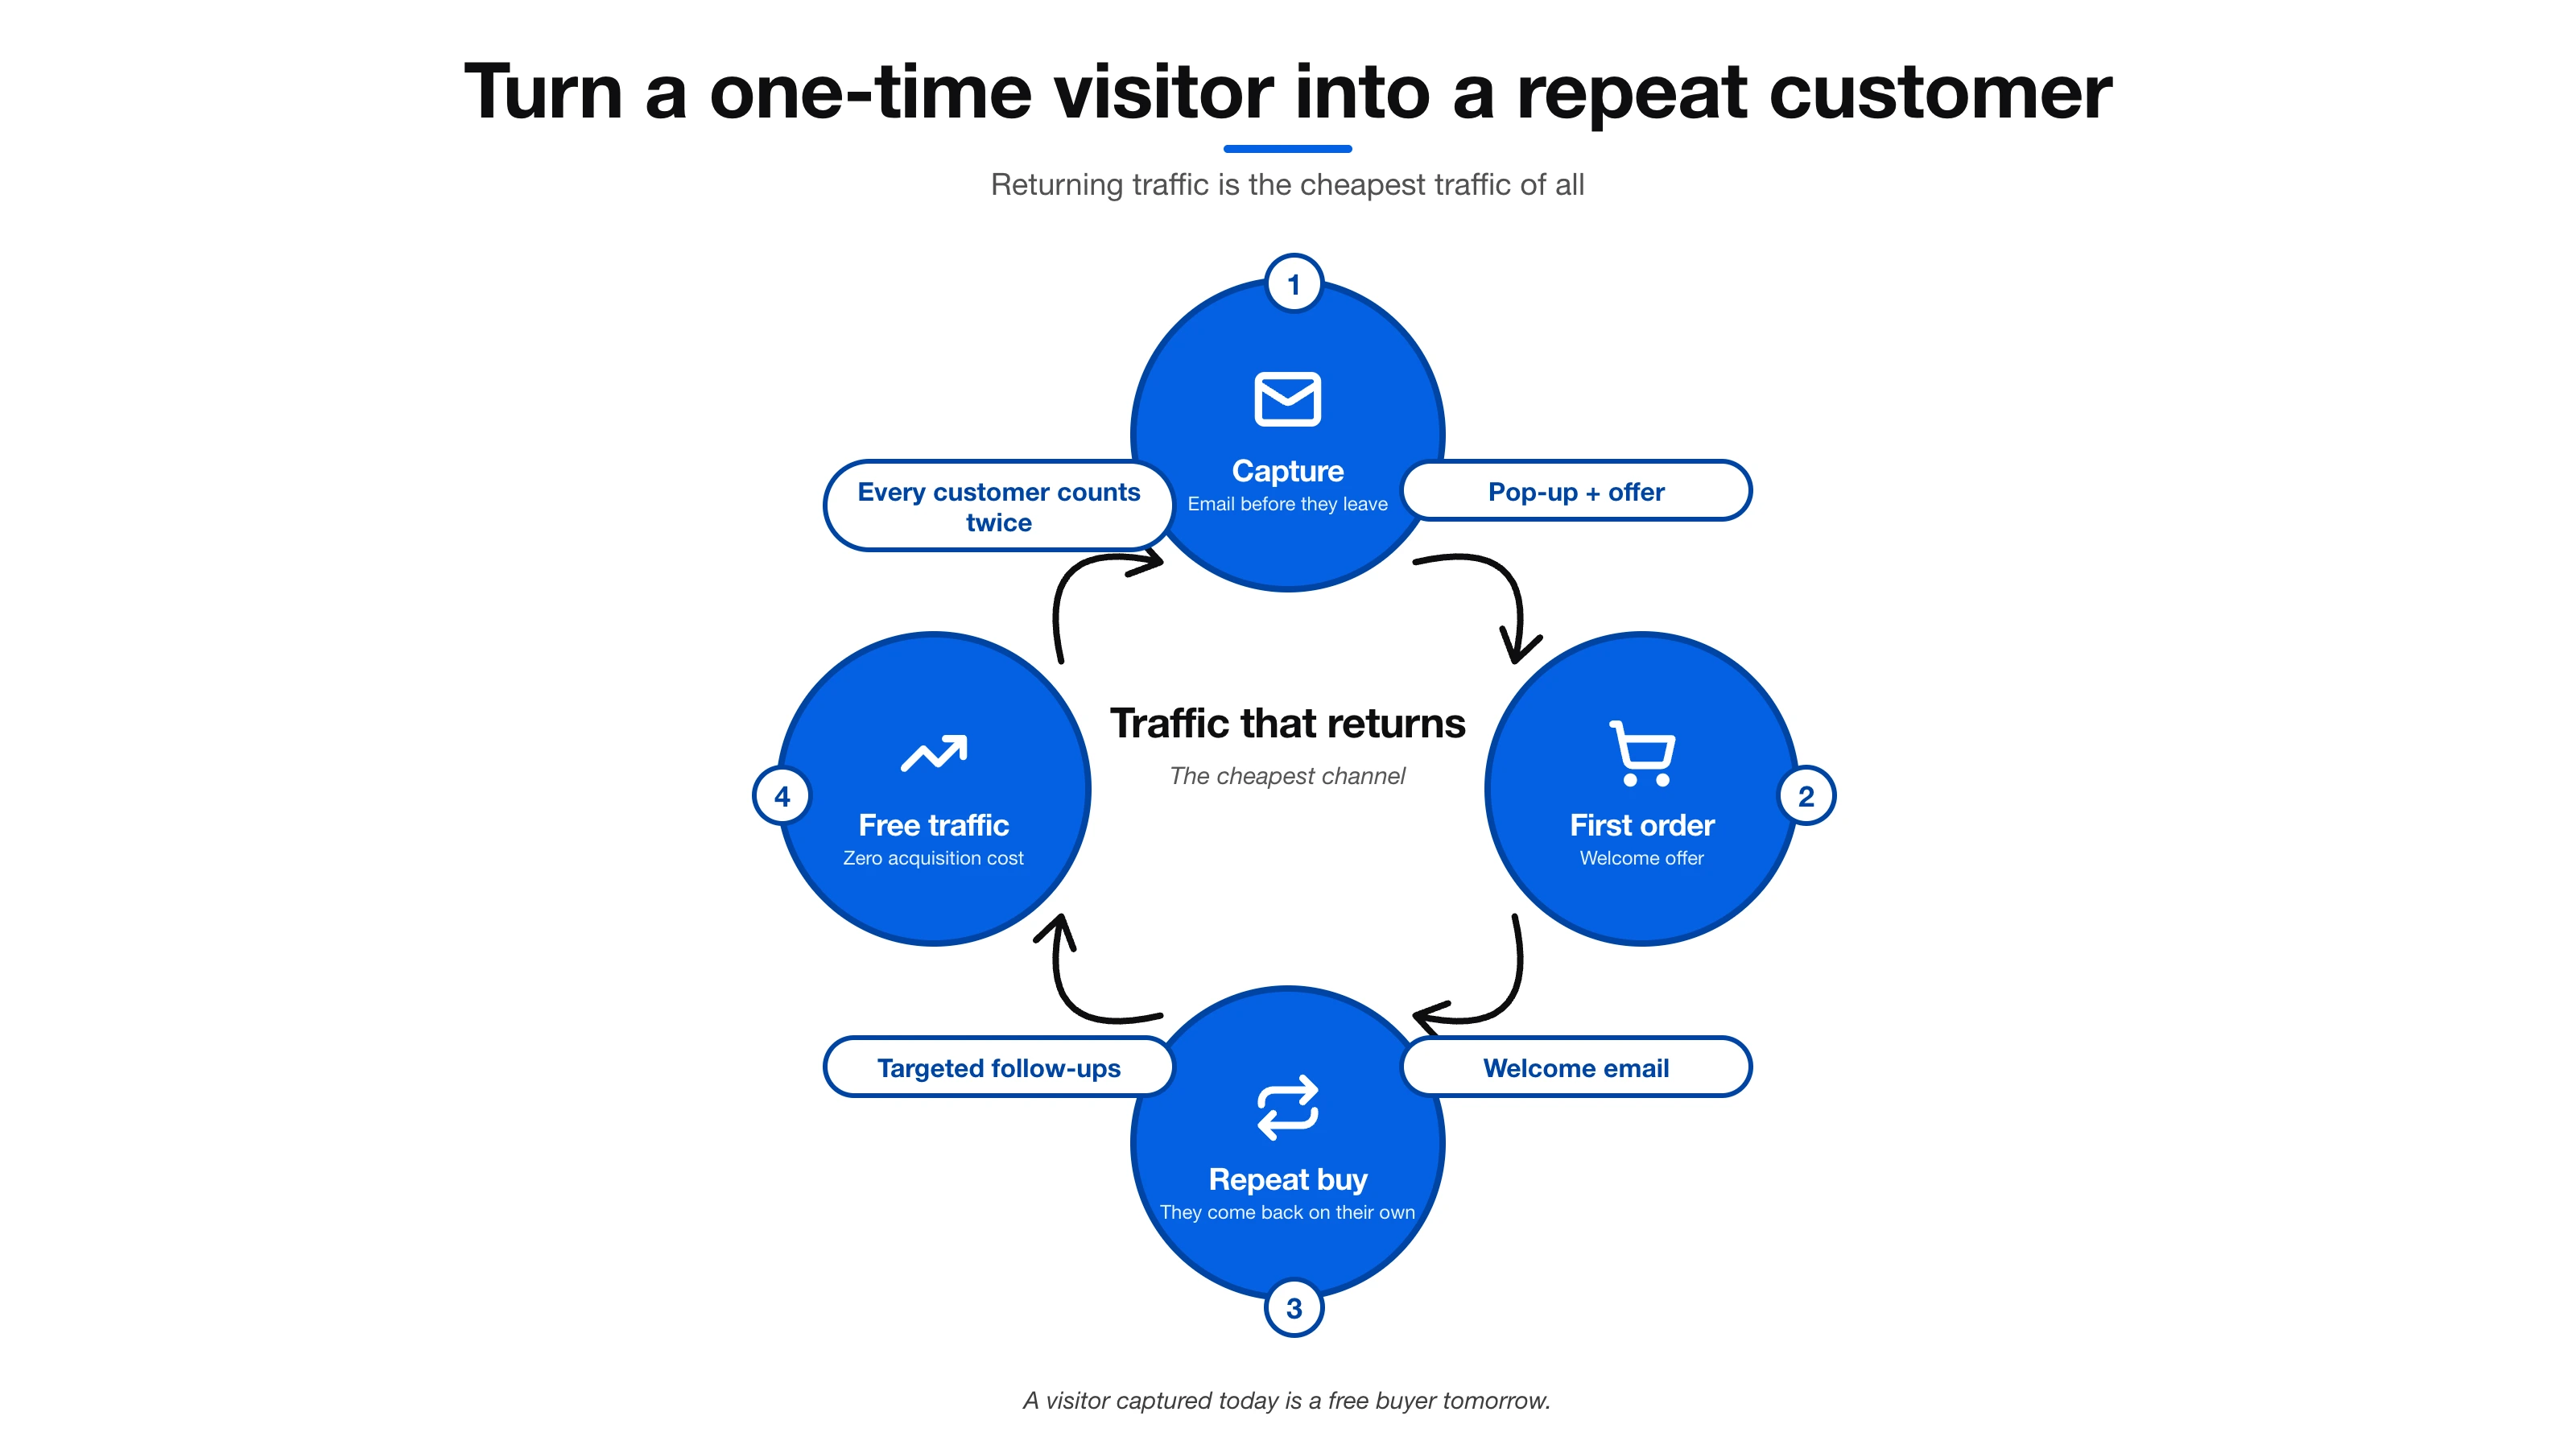 Turn a one-time visitor into a repeat customer
Returning traffic is the cheapest traffic of all
1
Capture
Email before they leave
Every customer counts
twice
Pop-up + offer
Traffic that returns
The cheapest channel
4
Free traffic
Zero acquisition cost
2
First order
Welcome offer
Targeted follow-ups
Welcome email
Repeat buy
They come back on their own
3
A visitor captured today is a free buyer tomorrow.